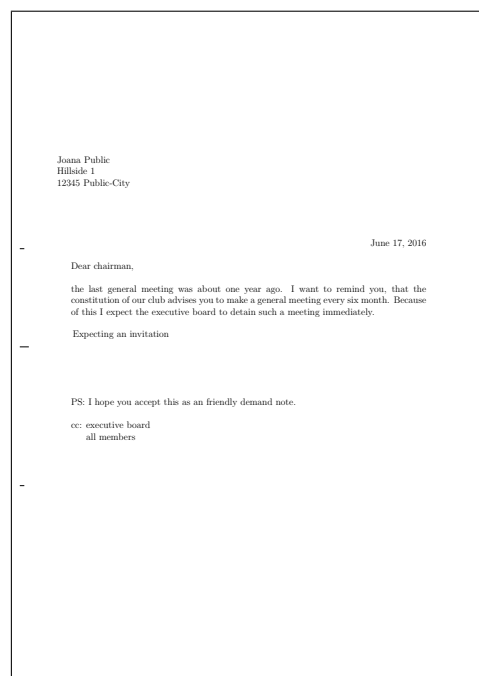 Joana Public
Hillside 1
12345 Public-City
June 17, 2016
Dear chairman,
the last general meeting was about one year ago. I want to remind you, that the
constitution of our club advises you to make a general meeting every six month. Because
of this I expect the executive board to detain such a meeting immediately.
Expecting an invitation
PS: I hope you accept this as an friendly demand note.
cc: executive board
all members